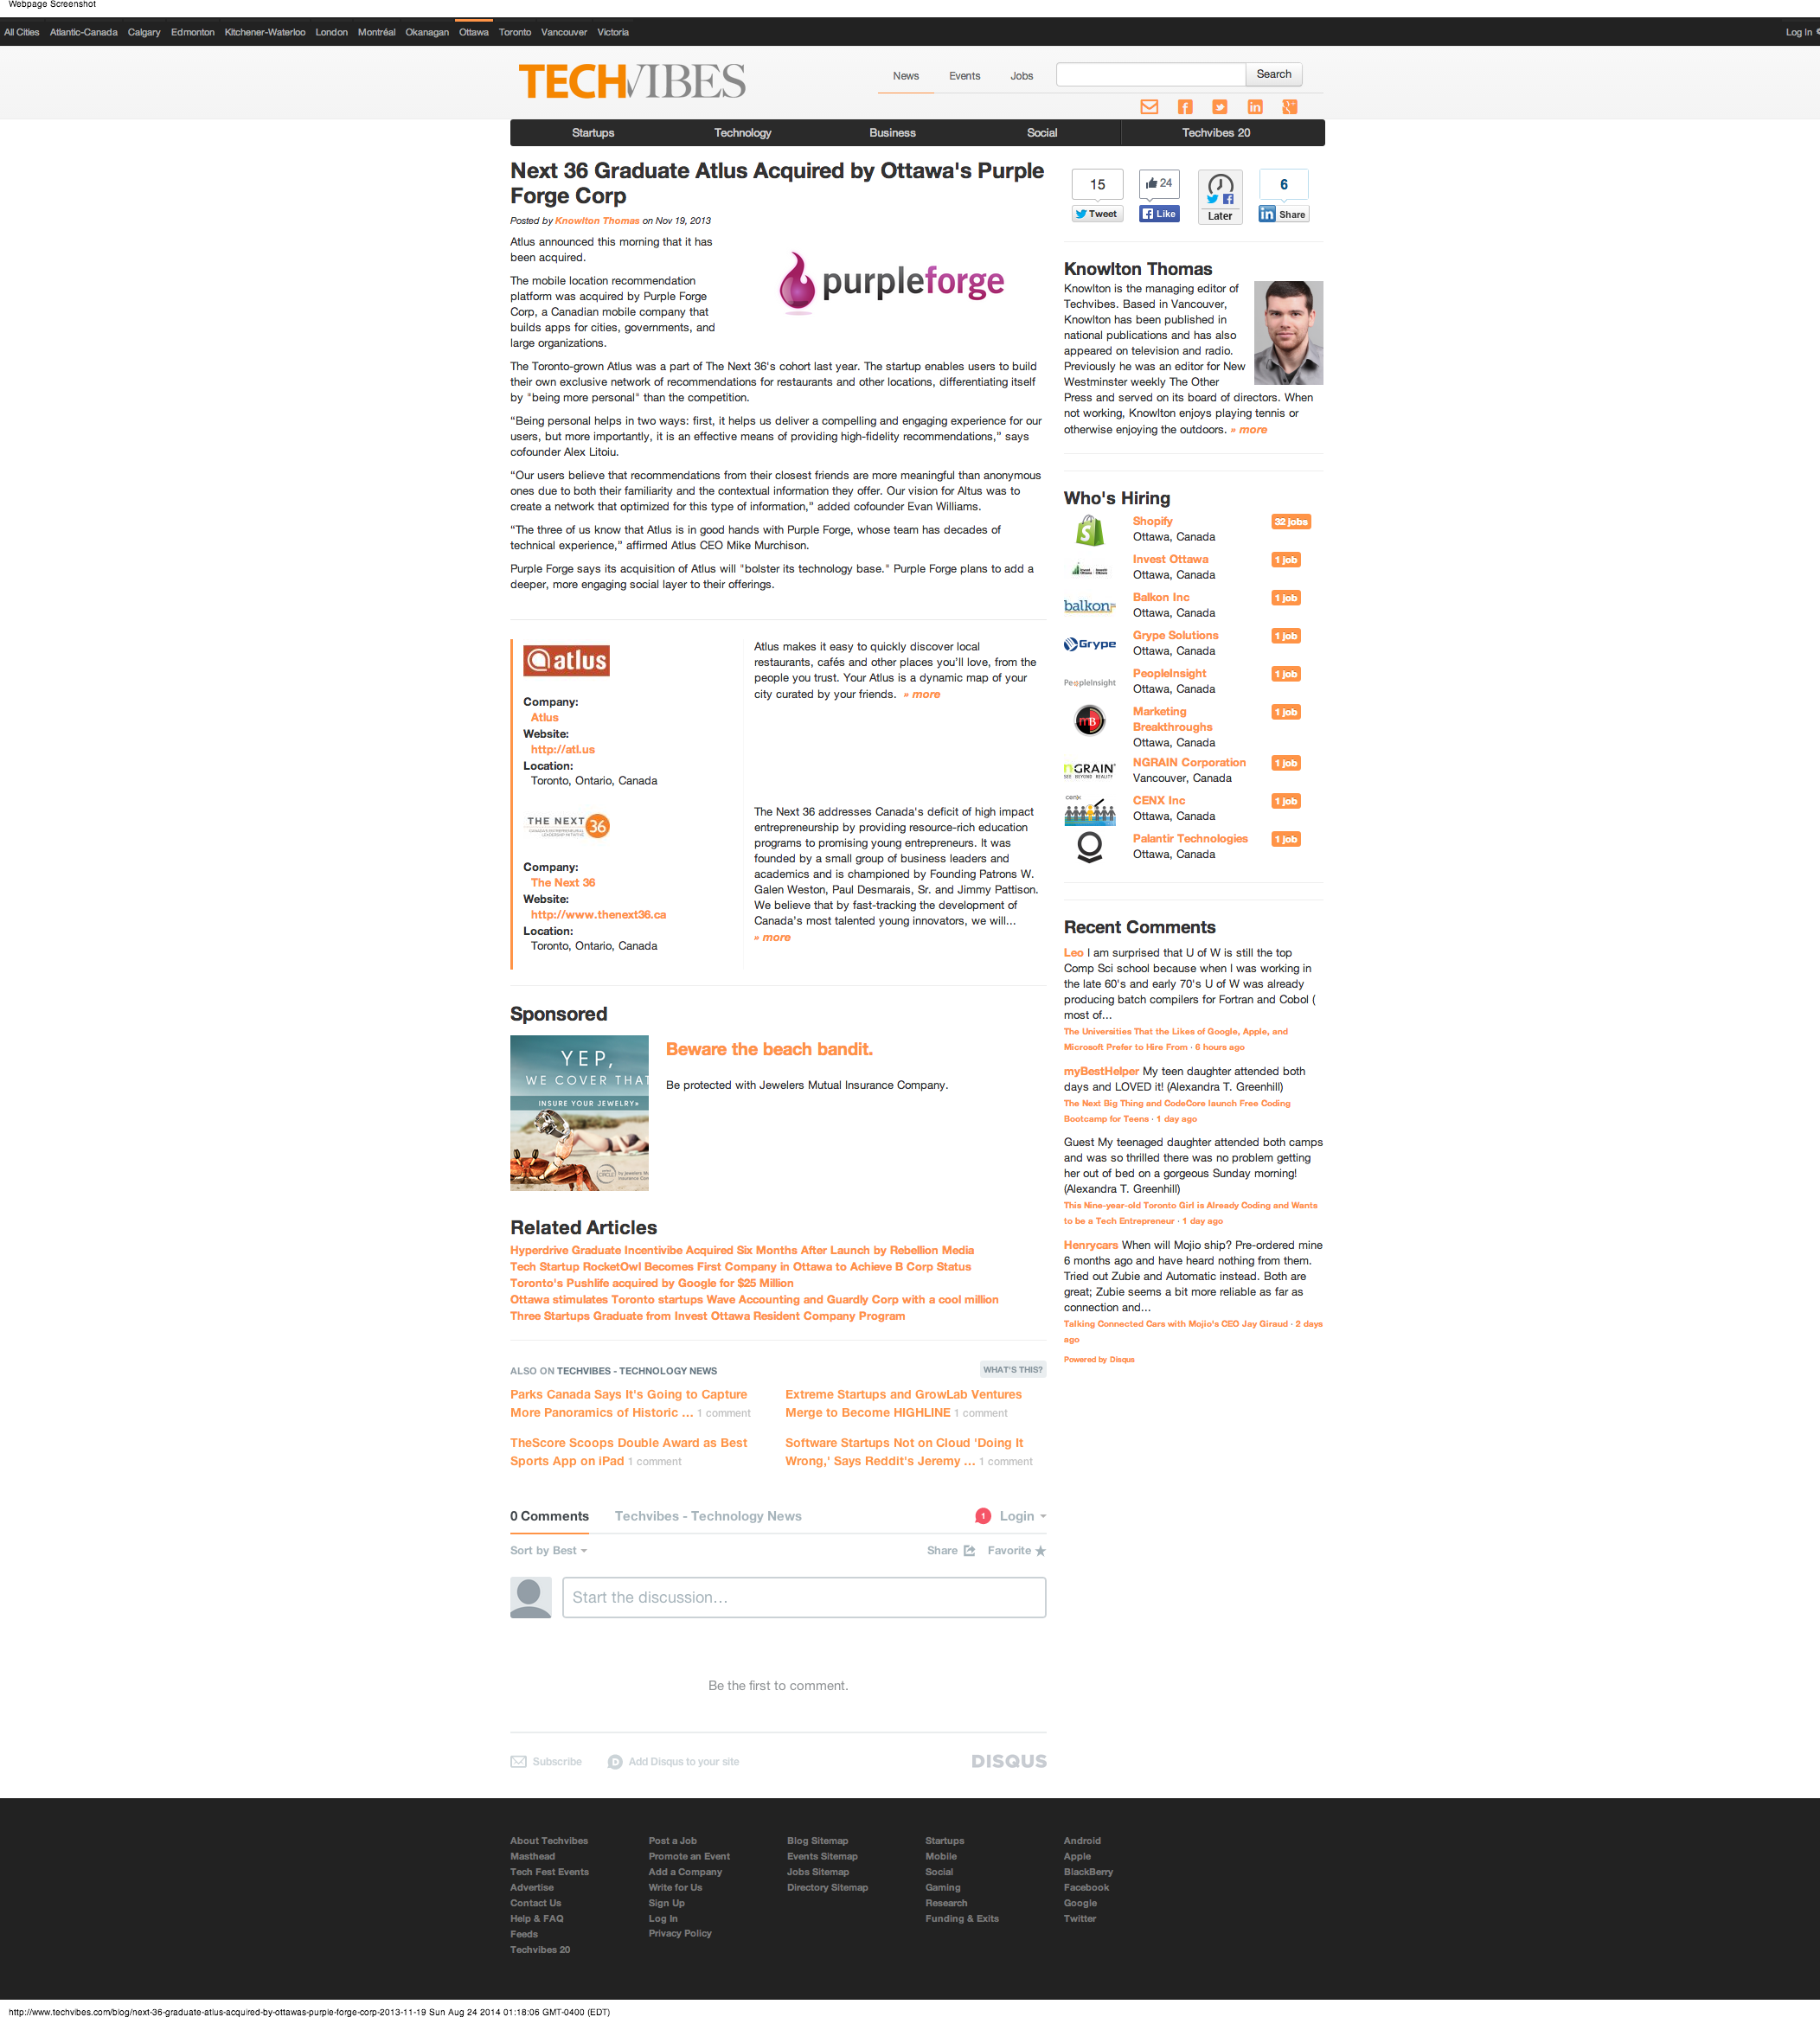 Webpage Screenshot
All Cities Atlantic-Canada Calgary Edmonton Kitchener-Waterloo London Montréal Okanagan Ottawa Toronto Vancouver Victoria Log In
TECHVIBES
News Events Jobs Search
Startups Technology Business Social Techvibes 20
Next 36 Graduate Atlus Acquired by Ottawa's Purple
Forge Corp
Posted by Knowlton Thomas on Nov 19, 2013
Atlus announced this morning that it has
been acquired.
The mobile location recommendation
platform was acquired by Purple Forge
Corp, a Canadian mobile company that
builds apps for cities, governments, and
large organizations.
purpleforge
The Toronto-grown Atlus was a part of The Next 36's cohort last year. The startup enables users to build
their own exclusive network of recommendations for restaurants and other locations, differentiating itself
by "being more personal" than the competition.
“Being personal helps in two ways: first, it helps us deliver a compelling and engaging experience for our
users, but more importantly, it is an effective means of providing high-fidelity recommendations,” says
cofounder Alex Litoiu.
“Our users believe that recommendations from their closest friends are more meaningful than anonymous
ones due to both their familiarity and the contextual information they offer. Our vision for Altus was to
create a network that optimized for this type of information,” added cofounder Evan Williams.
“The three of us know that Atlus is in good hands with Purple Forge, whose team has decades of
technical experience,” affirmed Atlus CEO Mike Murchison.
Purple Forge says its acquisition of Atlus will "bolster its technology base." Purple Forge plans to add a
deeper, more engaging social layer to their offerings.
atlus
Company:
Atlus
Website:
http://atl.us
Location:
Toronto, Ontario, Canada
Atlus makes it easy to quickly discover local
restaurants, cafés and other places you’ll love, from the
people you trust. Your Atlus is a dynamic map of your
city curated by your friends. » more
THE NEXT 36
Company:
The Next 36
Website:
http://www.thenext36.ca
Location:
Toronto, Ontario, Canada
The Next 36 addresses Canada's deficit of high impact
entrepreneurship by providing resource-rich education
programs to promising young entrepreneurs. It was
founded by a small group of business leaders and
academics and is championed by Founding Patrons W.
Galen Weston, Paul Desmarais, Sr. and Jimmy Pattison.
We believe that by fast-tracking the development of
Canada's most talented young innovators, we will...
» more
Sponsored
YEP,
WE COVER THAT
INSURE YOUR JEWELRY»
Beware the beach bandit.
Be protected with Jewelers Mutual Insurance Company.
Related Articles
Hyperdrive Graduate Incentivibe Acquired Six Months After Launch by Rebellion Media
Tech Startup RocketOwl Becomes First Company in Ottawa to Achieve B Corp Status
Toronto's Pushlife acquired by Google for $25 Million
Ottawa stimulates Toronto startups Wave Accounting and Guardly Corp with a cool million
Three Startups Graduate from Invest Ottawa Resident Company Program
ALSO ON TECHVIBES - TECHNOLOGY NEWS WHAT'S THIS?
Parks Canada Says It's Going to Capture
More Panoramics of Historic ... 1 comment
Extreme Startups and GrowLab Ventures
Merge to Become HIGHLINE 1 comment
TheScore Scoops Double Award as Best
Sports App on iPad 1 comment
Software Startups Not on Cloud 'Doing It
Wrong,' Says Reddit's Jeremy ... 1 comment
0 Comments Techvibes - Technology News 1 Login
Sort by Best Share Favorite
Start the discussion...
Be the first to comment.
Subscribe Add Disqus to your site DISQUS
15 24 6
Tweet Like Later Share
Knowlton Thomas
Knowlton is the managing editor of
Techvibes. Based in Vancouver,
Knowlton has been published in
national publications and has also
appeared on television and radio.
Previously he was an editor for New
Westminster weekly The Other
Press and served on its board of directors. When
not working, Knowlton enjoys playing tennis or
otherwise enjoying the outdoors. » more
Who's Hiring
Shopify 32 jobs
Ottawa, Canada
Invest Ottawa 1 job
Ottawa, Canada
balkon Balkon Inc 1 job
Ottawa, Canada
Grype Grype Solutions 1 job
Ottawa, Canada
PeopleInsight PeopleInsight 1 job
Ottawa, Canada
mB Marketing 1 job
Breakthroughs
Ottawa, Canada
NGRAIN NGRAIN Corporation 1 job
SEE BEYOND REALITY Vancouver, Canada
cenx CENX Inc 1 job
Ottawa, Canada
Palantir Technologies 1 job
Ottawa, Canada
Recent Comments
Leo I am surprised that U of W is still the top
Comp Sci school because when I was working in
the late 60's and early 70's U of W was already
producing batch compilers for Fortran and Cobol (
most of...
The Universities That the Likes of Google, Apple, and
Microsoft Prefer to Hire From · 6 hours ago
myBestHelper My teen daughter attended both
days and LOVED it! (Alexandra T. Greenhill)
The Next Big Thing and CodeCore launch Free Coding
Bootcamp for Teens · 1 day ago
Guest My teenaged daughter attended both camps
and was so thrilled there was no problem getting
her out of bed on a gorgeous Sunday morning!
(Alexandra T. Greenhill)
This Nine-year-old Toronto Girl is Already Coding and Wants
to be a Tech Entrepreneur · 1 day ago
Henrycars When will Mojio ship? Pre-ordered mine
6 months ago and have heard nothing from them.
Tried out Zubie and Automatic instead. Both are
great; Zubie seems a bit more reliable as far as
connection and...
Talking Connected Cars with Mojio's CEO Jay Giraud · 2 days
ago
Powered by Disqus
About Techvibes Post a Job Blog Sitemap Startups Android
Masthead Promote an Event Events Sitemap Mobile Apple
Tech Fest Events Add a Company Jobs Sitemap Social BlackBerry
Advertise Write for Us Directory Sitemap Gaming Facebook
Contact Us Sign Up Research Google
Help & FAQ Log In Funding & Exits Twitter
Feeds Privacy Policy
Techvibes 20
http://www.techvibes.com/blog/next-36-graduate-atlus-acquired-by-ottawas-purple-forge-corp-2013-11-19 Sun Aug 24 2014 01:18:06 GMT-0400 (EDT)